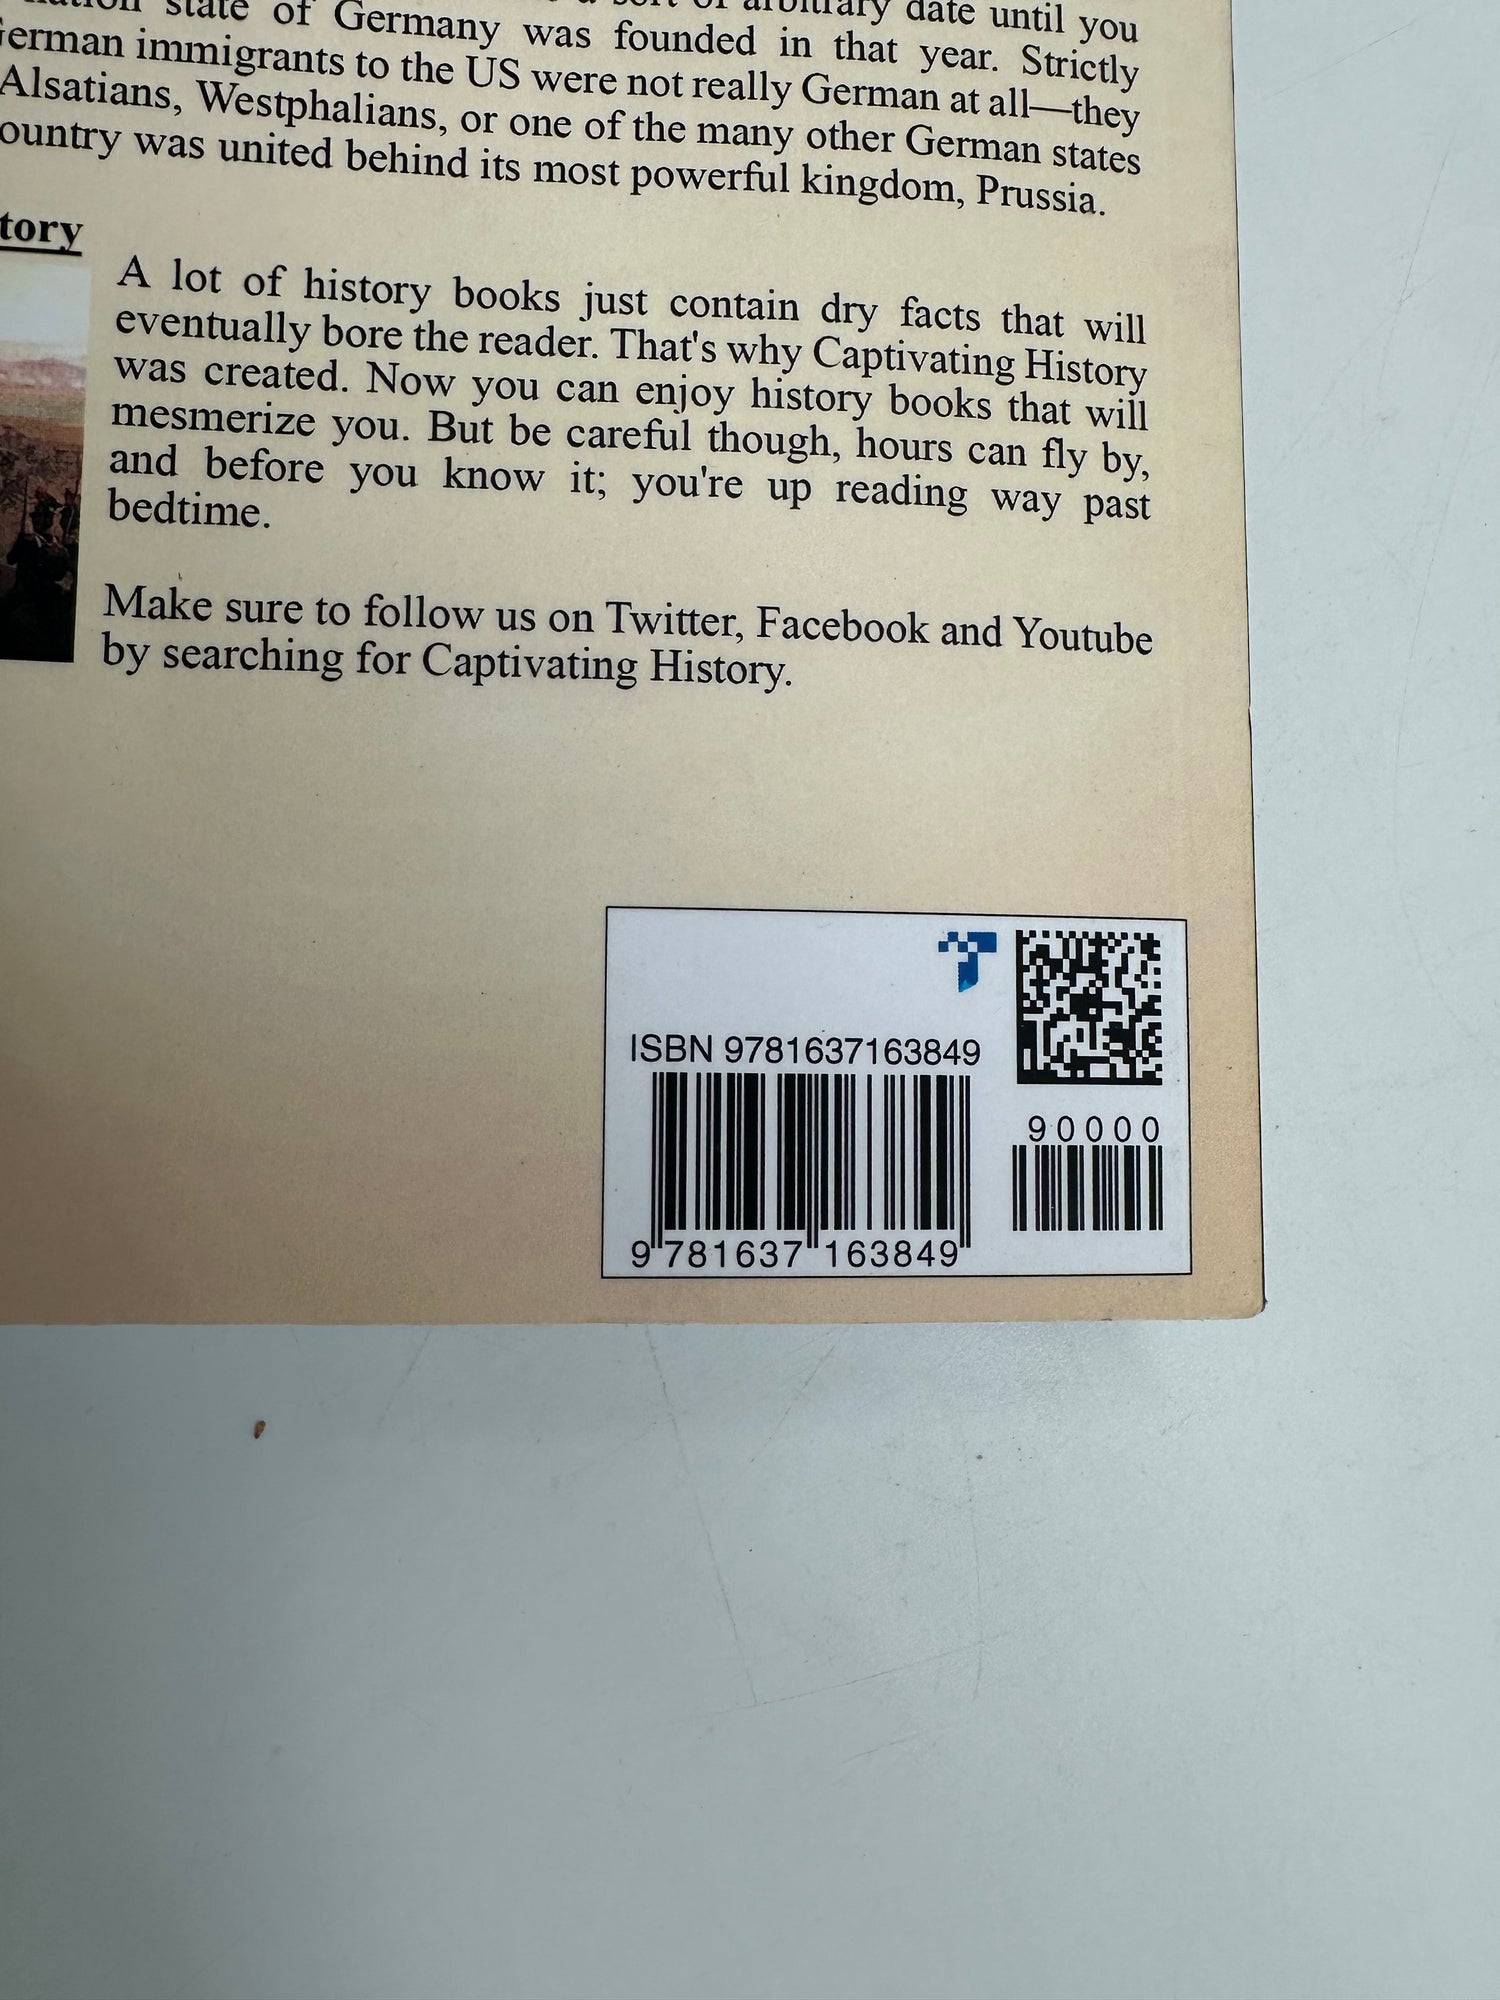 state of Germany was founded in that year. Strictly
German immigrants to the US were not really German at all—they
Alsatians, Westphalians, or one of the many other German states
ountry was united behind its most powerful kingdom, Prussia.
tory
A lot of history books just contain dry facts that will
eventually bore the reader. That's why Captivating History
was created. Now you can enjoy history books that will
mesmerize you. But be careful though, hours can fly by,
and before you know it; you're up reading way past
bedtime.
Make sure to follow us on Twitter, Facebook and Youtube
by searching for Captivating History.
ISBN 9781637163849
90000
9 781637 163849